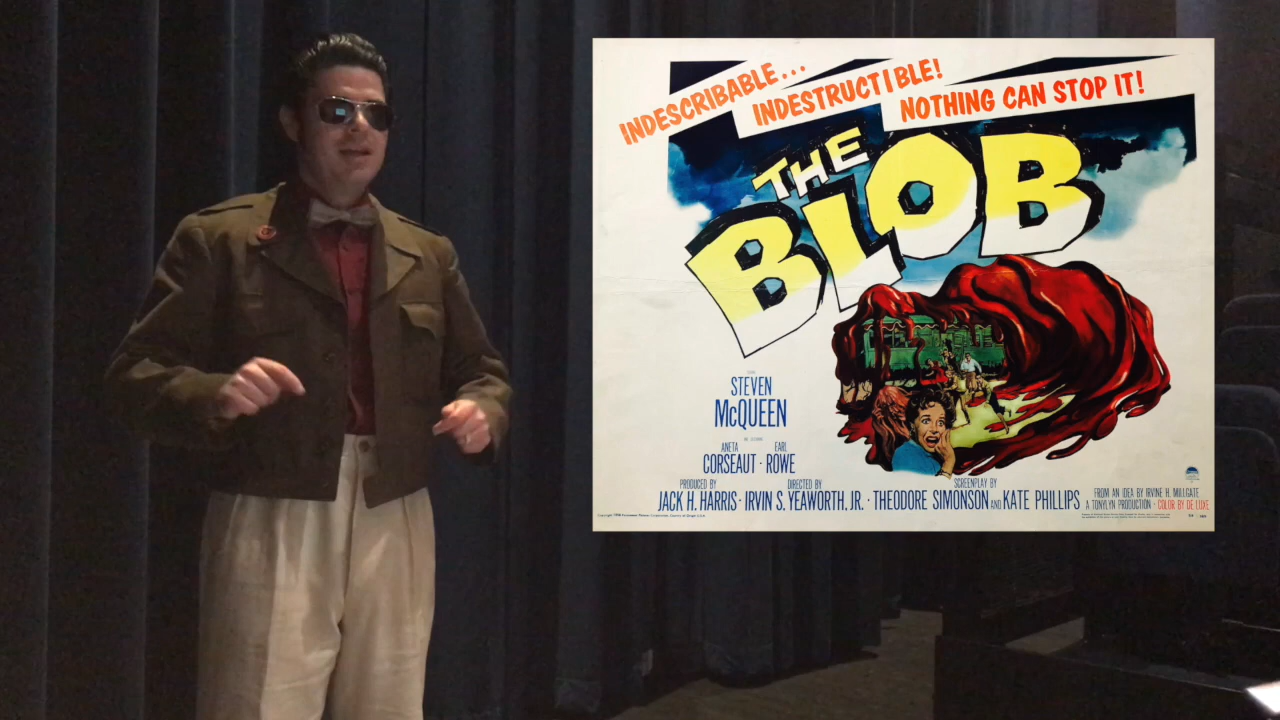 INDESCRIBABLE...
INDESTRUCTIBLE!
NOTHING CAN STOP IT!
THE
BLOB
STEVEN
McQUEEN
ANETA
CORSEAUT · EARL
ROWE
PRODUCED BY
JACK H. HARRIS · DIRECTED BY
IRVIN S. YEAWORTH, JR. · SCREENPLAY BY
THEODORE SIMONSON AND KATE PHILLIPS
FROM AN IDEA BY IRVINE H. MILLGATE
A TONYLYN PRODUCTION · COLOR BY DE LUXE